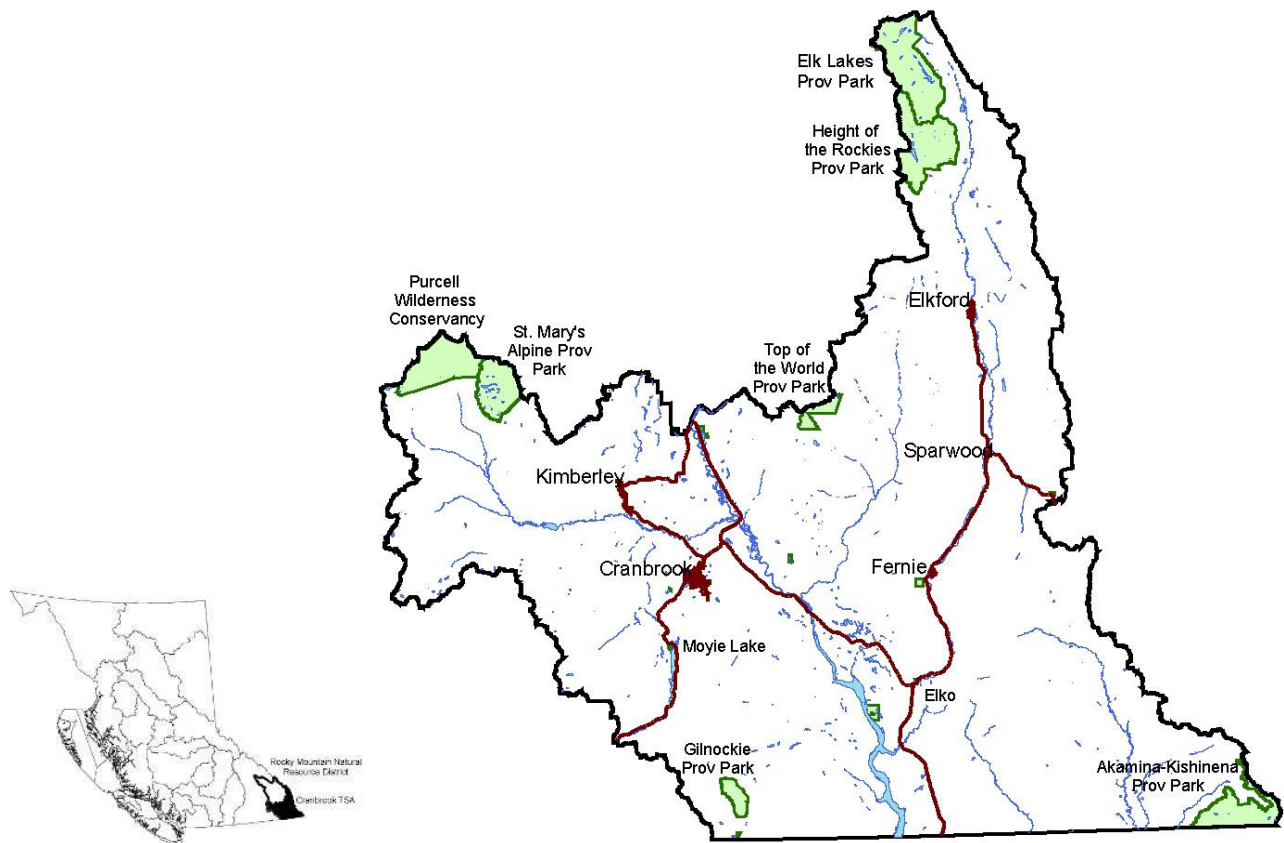 Elk Lakes
Prov Park
Height of
the Rockies
Prov Park
Purcell
Wilderness
Conservancy
St. Mary's
Alpine Prov
Park
Elkford
Top of
the World
Prov Park
Sparwood
Kimberley
Cranbrook
Fernie
Moyie Lake
Elko
Gilnockie
Prov Park
Akamina-Kishinena
Prov Park
Rocky Mountain Natural
Resource District
Cranbrook TSA